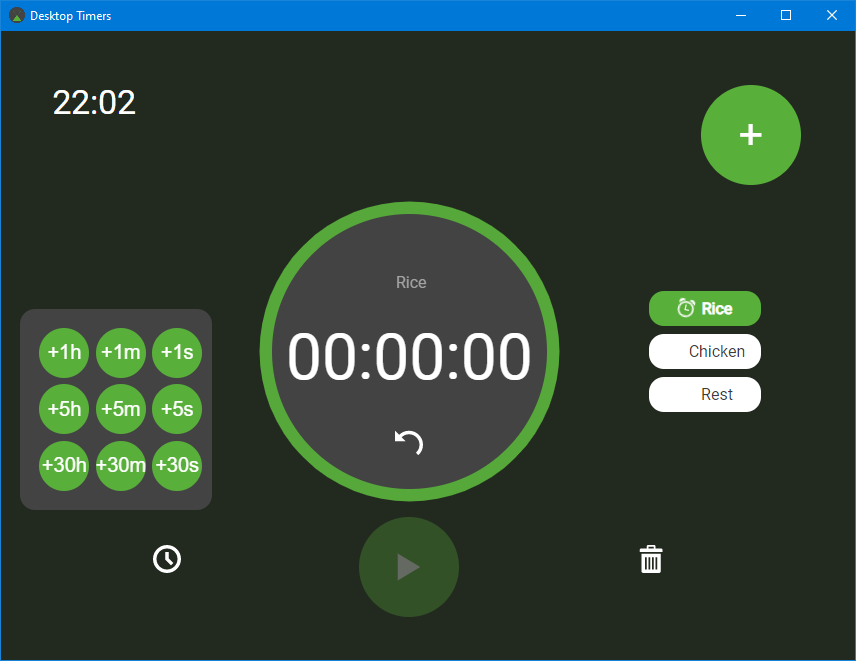 Desktop Timers
22:02
+
Rice
00:00:00
+1h +1m +1s
+5h +5m +5s
+30h +30m +30s
Rice
Chicken
Rest